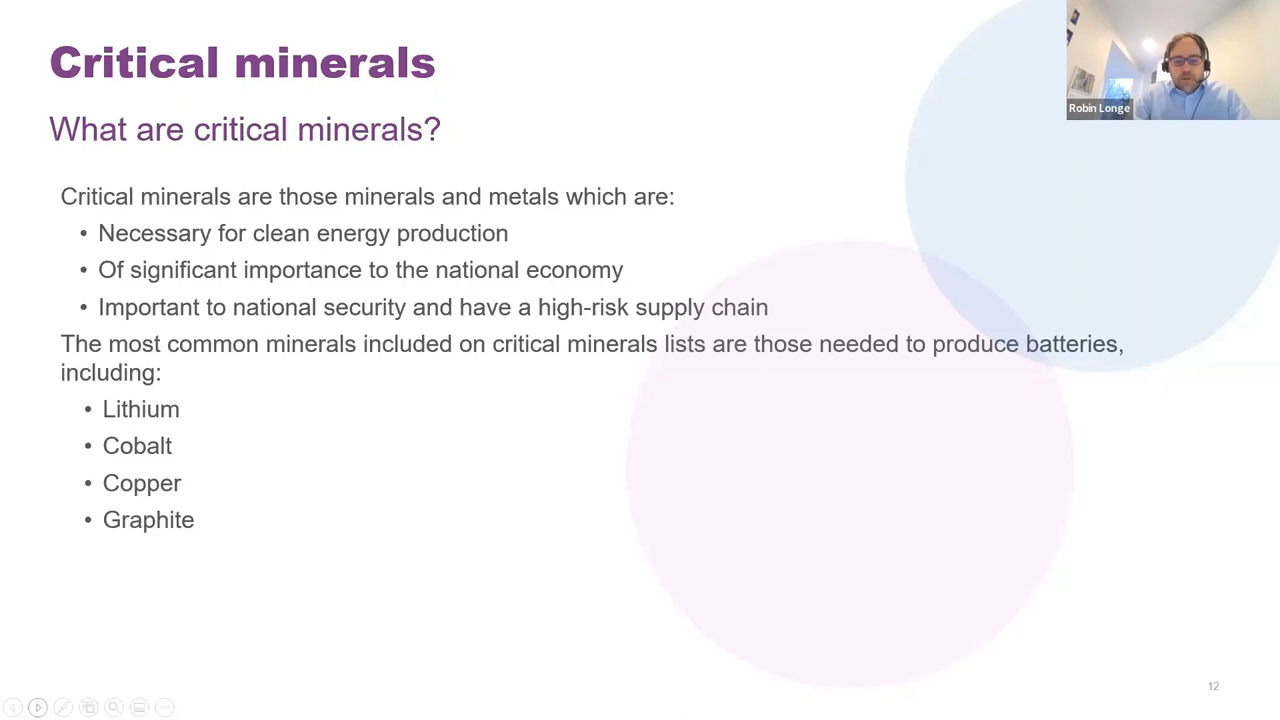 Critical minerals
What are critical minerals?
Critical minerals are those minerals and metals which are:
• Necessary for clean energy production
• Of significant importance to the national economy
• Important to national security and have a high-risk supply chain
The most common minerals included on critical minerals lists are those needed to produce batteries,
including:
• Lithium
• Cobalt
• Copper
• Graphite
Robin Longe
12